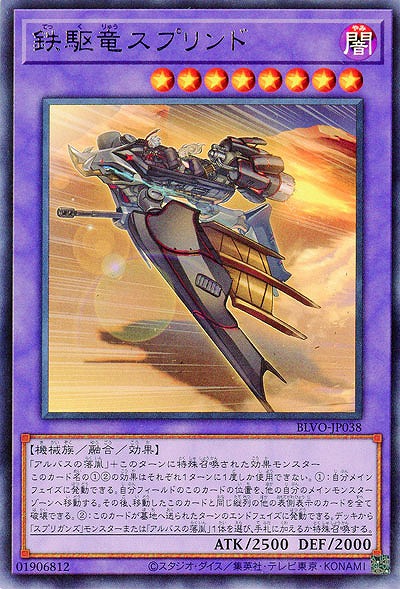 鉄駆竜スプリンド
闇
BLVO-JP038
【機械族／融合／効果】
「アルバスの落胤」＋このターンに特殊召喚された効果モンスター
このカード名の①②の効果はそれぞれ１ターンに１度しか使用できない。①：自分メイン
フェイズに発動できる。自分フィールドのこのカードの位置を、他の自分のメインモンスター
ゾーンへ移動する。その後、移動したこのカードと同じ縦列の他の表側表示のカードを全て
破壊できる。②：このカードが墓地へ送られたターンのエンドフェイズに発動できる。デッキから
「スプリガンズ」モンスターまたは「アルバスの落胤」１体を選び、手札に加えるか特殊召喚する。
ATK/2500 DEF/2000
01906812
©スタジオ・ダイス／集英社・テレビ東京・KONAMI